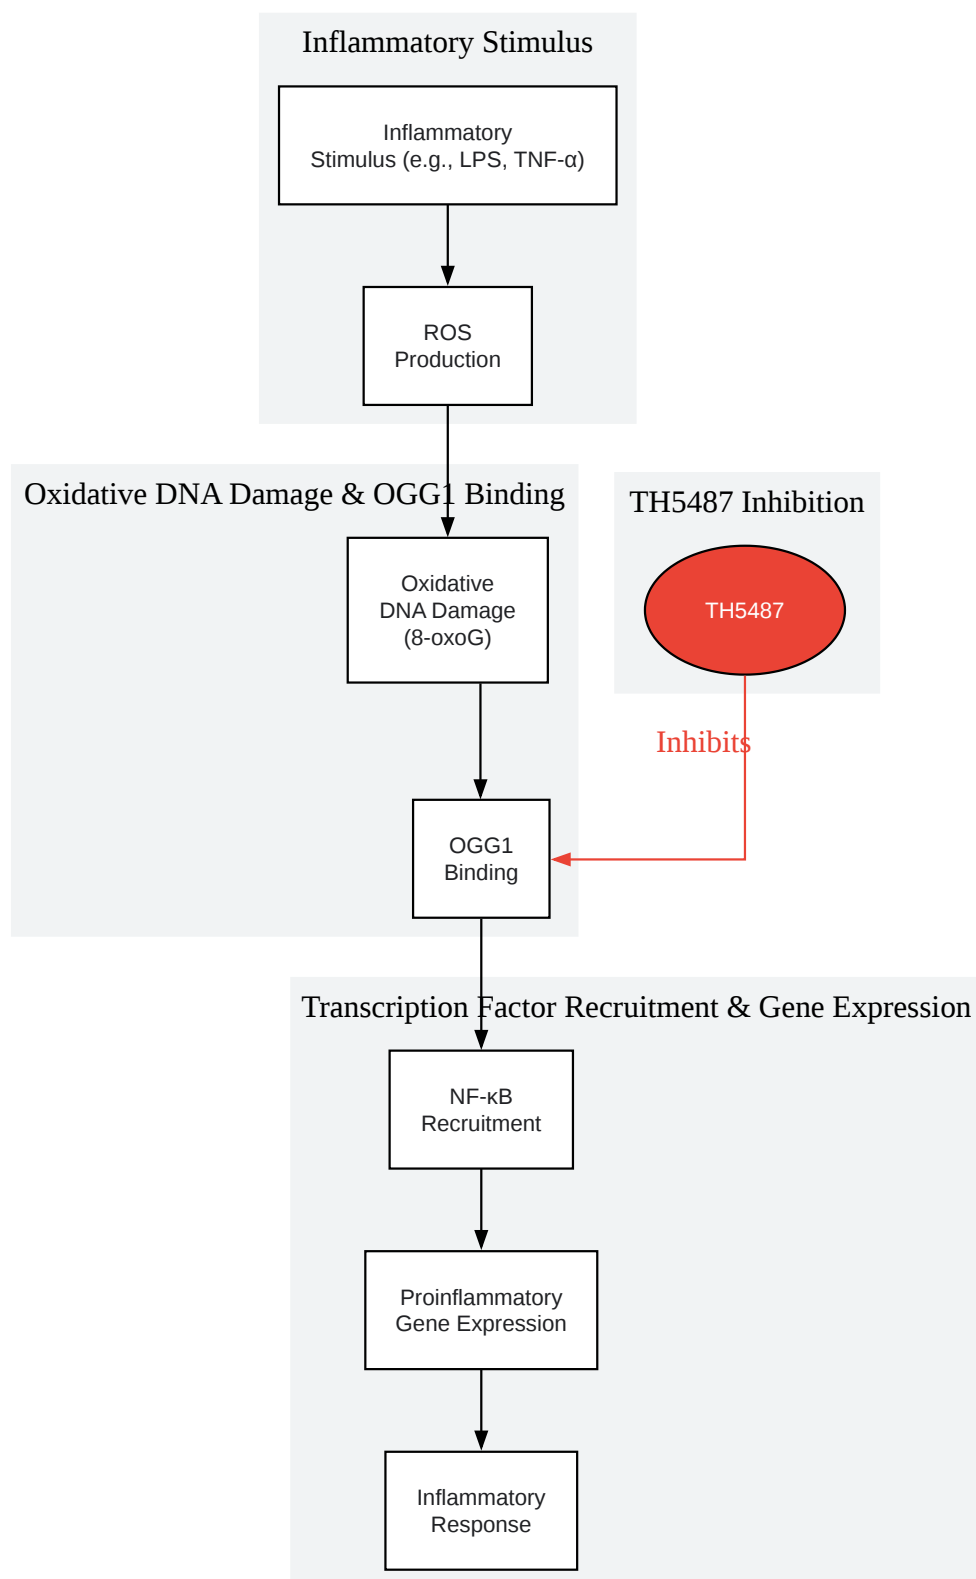 Inflammatory Stimulus
Inflammatory
Stimulus (e.g., LPS, TNF-α)
ROS
Production
Oxidative DNA Damage & OGG1 Binding
Oxidative
DNA Damage
(8-oxoG)
TH5487 Inhibition
TH5487
Inhibits
OGG1
Binding
Transcription Factor Recruitment & Gene Expression
NF-κB
Recruitment
Proinflammatory
Gene Expression
Inflammatory
Response